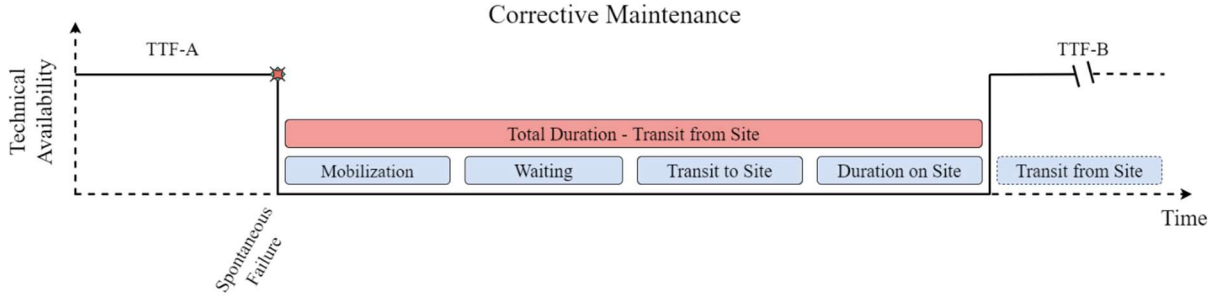 Corrective Maintenance
Technical
Availability
TTF-A
TTF-B
Total Duration - Transit from Site
Mobilization
Waiting
Transit to Site
Duration on Site
Transit from Site
Time
Spontaneous
Failure